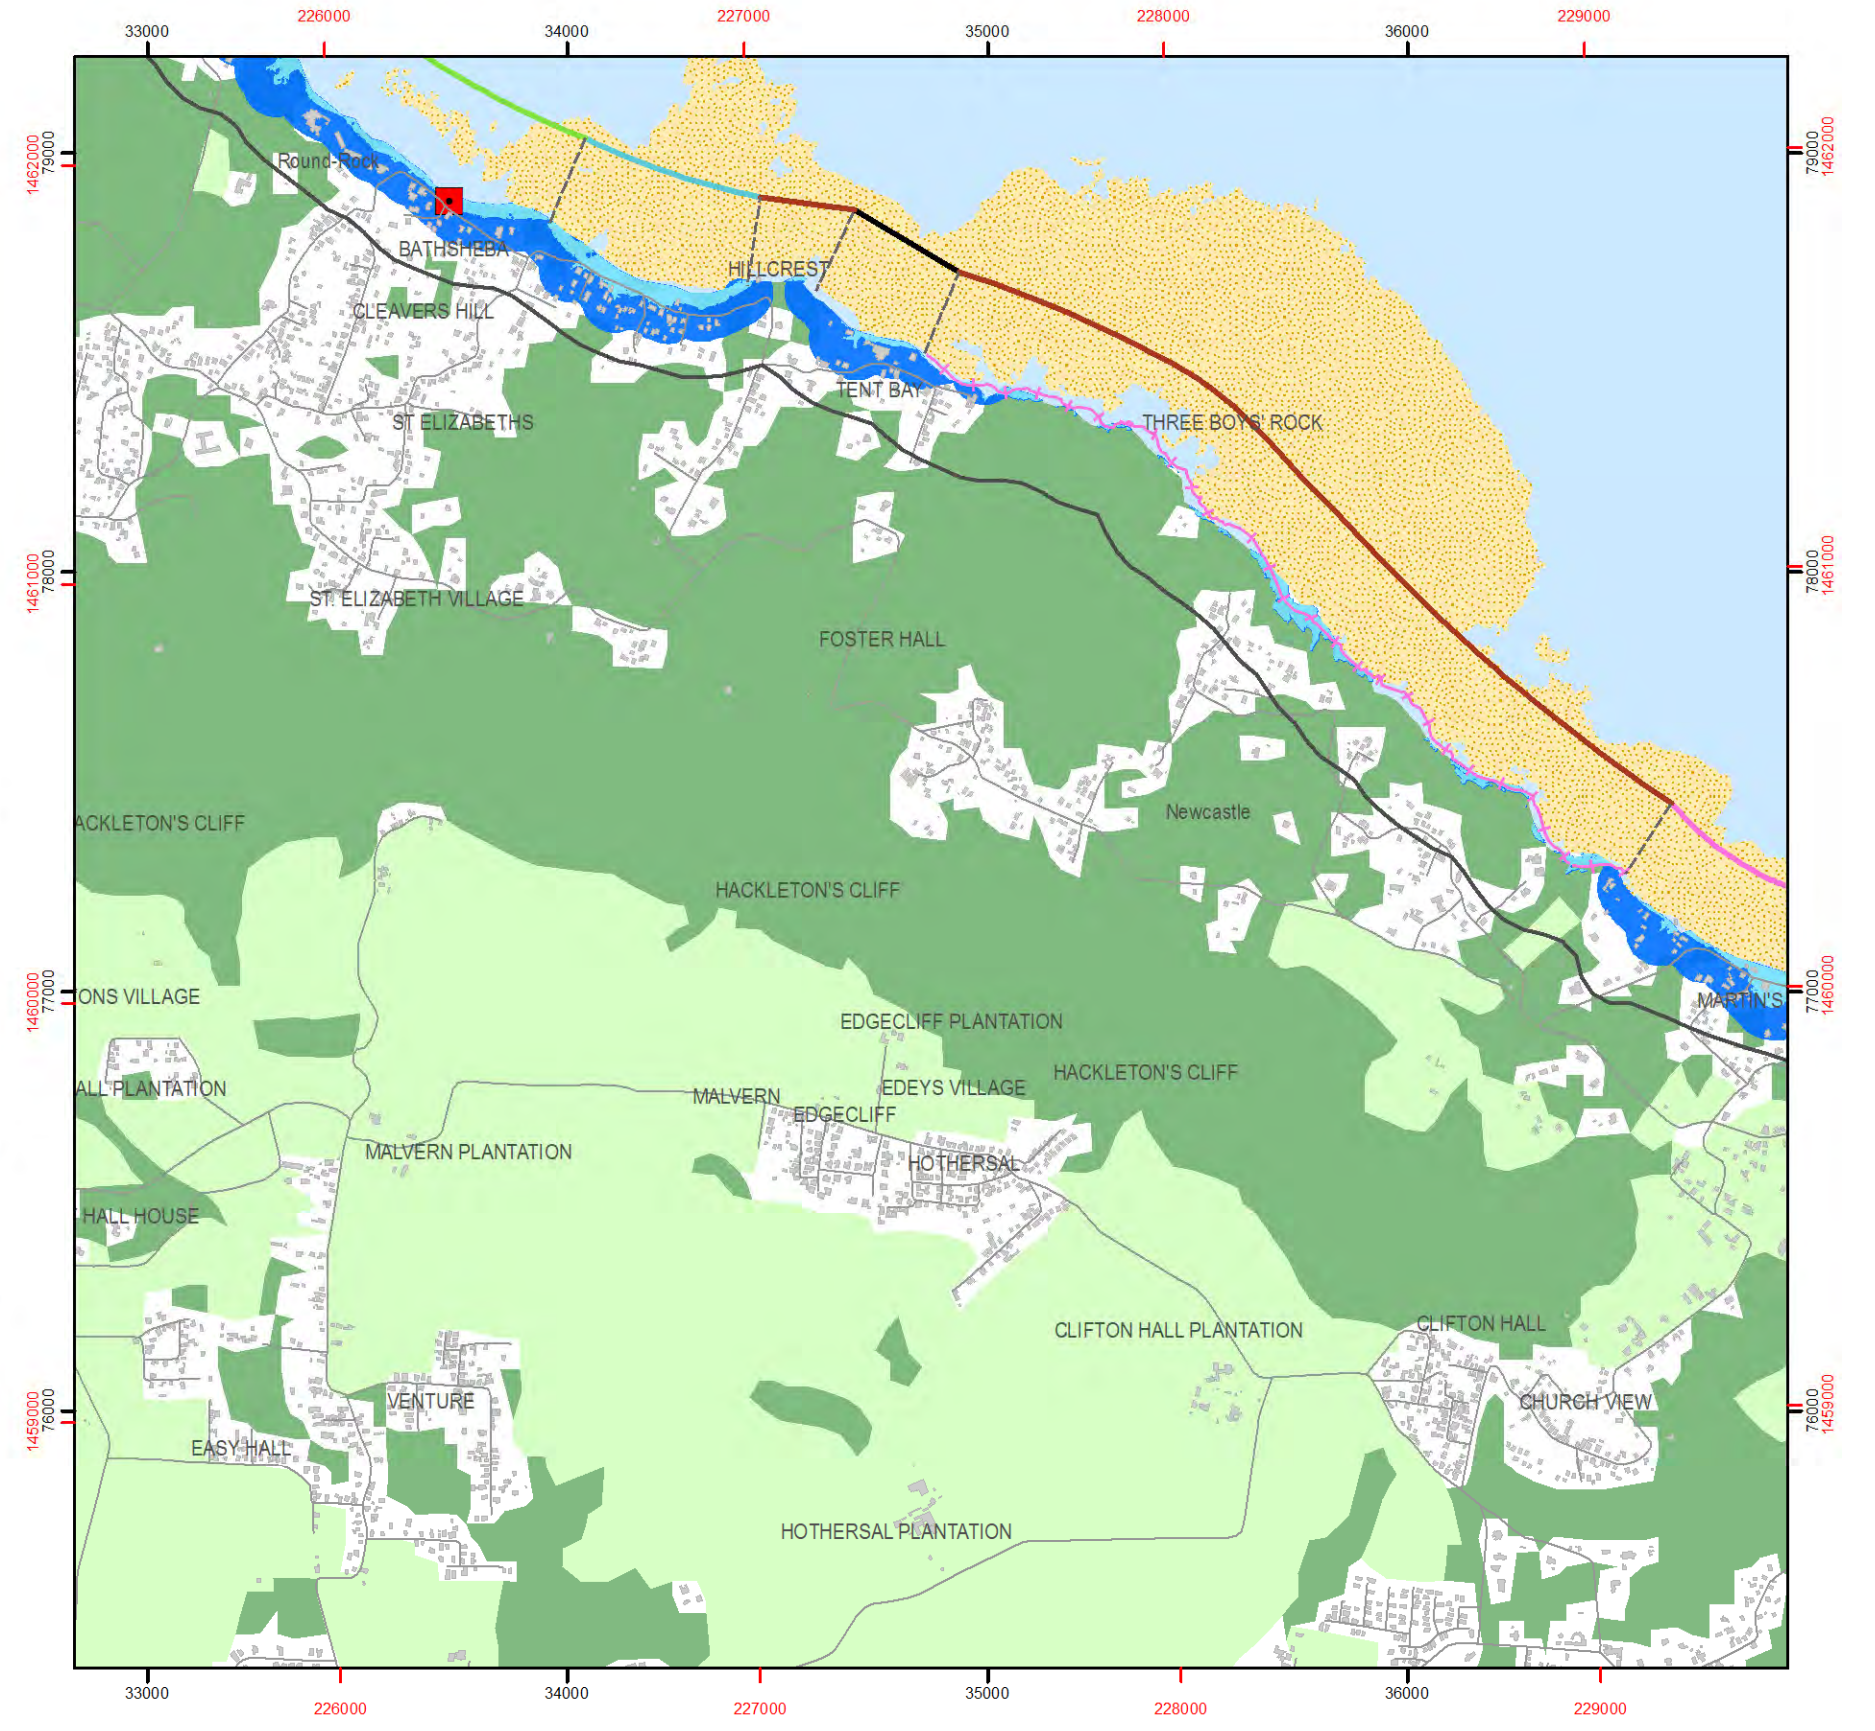 226000 227000 228000 229000
33000 34000 35000 36000
1462000 79000
79000 1462000
Round-Rock
BATHSHEBA
HILLCREST
CLEAVERS HILL
TENT BAY
ST ELIZABETHS
THREE BOYS' ROCK
1461000 78000
78000 1461000
ST. ELIZABETH VILLAGE
FOSTER HALL
Newcastle
ACKLETON'S CLIFF
HACKLETON'S CLIFF
1460000 77000
77000 1460000
ONS VILLAGE
MARTIN'S
EDGECLIFF PLANTATION
HACKLETON'S CLIFF
ALL PLANTATION
EDEYS VILLAGE
MALVERN
EDGECLIFF
MALVERN PLANTATION
HOTHERSAL
HALL HOUSE
CLIFTON HALL PLANTATION
CLIFTON HALL
VENTURE
CHURCH VIEW
1459000 76000
76000 1459000
EASY HALL
HOTHERSAL PLANTATION
33000 34000 35000 36000
226000 227000 228000 229000